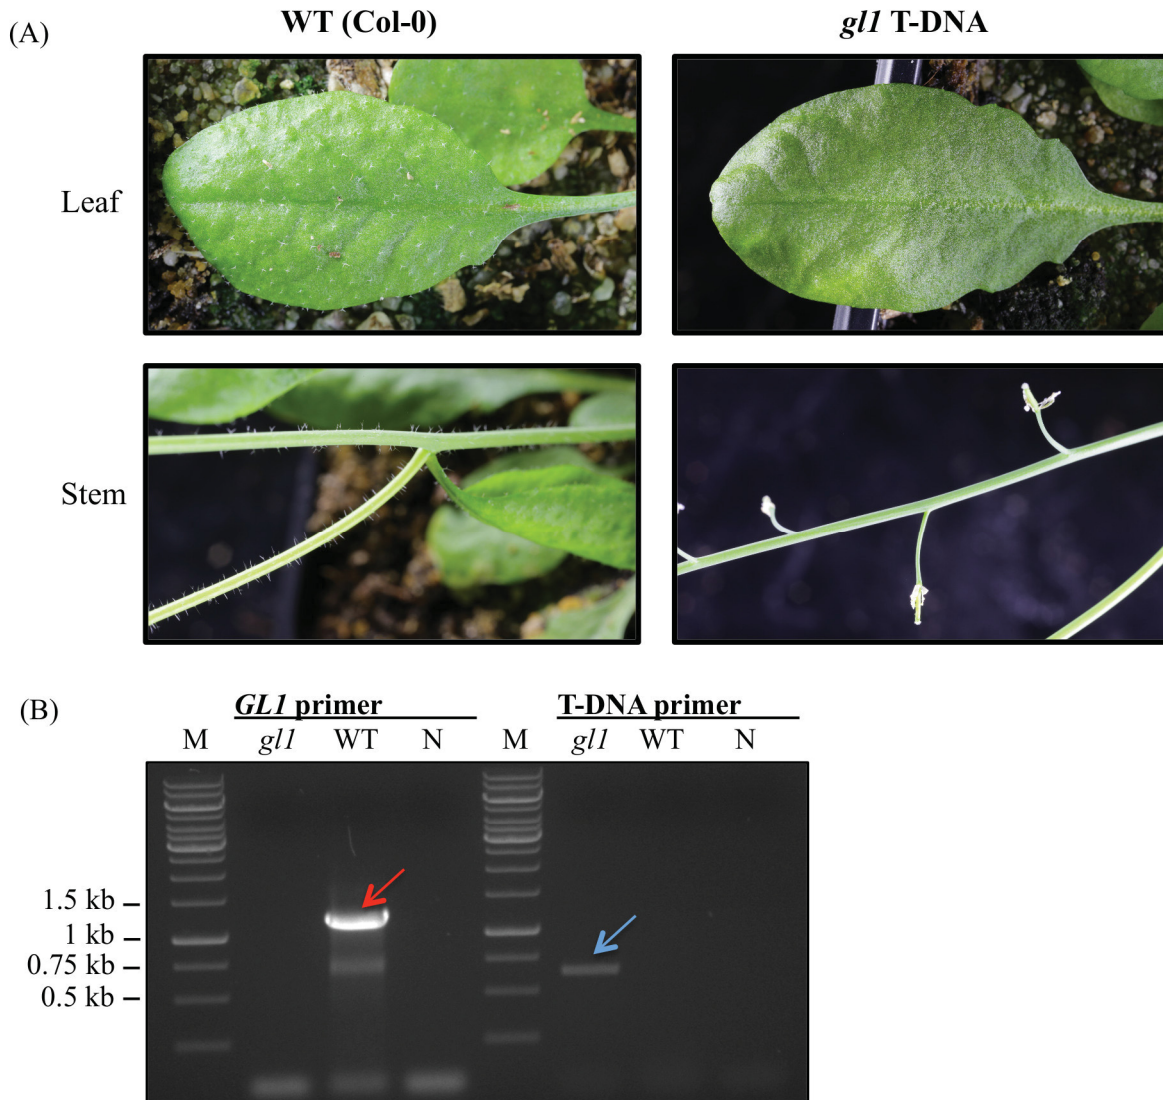 (A)
WT (Col-0) gl1 T-DNA
Leaf
Stem
(B)
GL1 primer T-DNA primer
M gl1 WT N M gl1 WT N
1.5 kb
1 kb
0.75 kb
0.5 kb